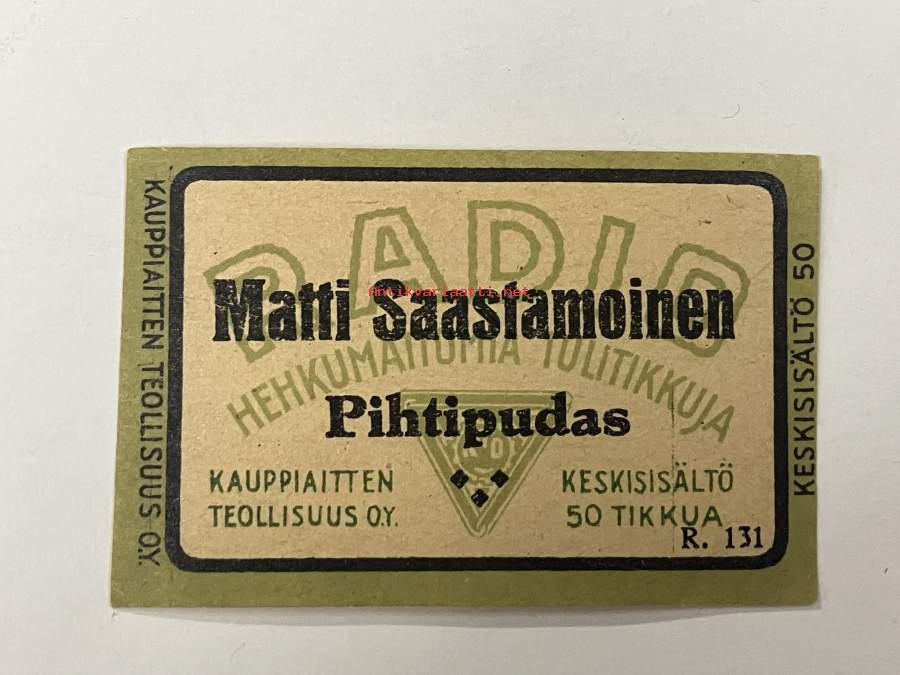 RADIO
Matti Saastamoinen
Antikvariaatti.net
HEHKUMATTOMIA TULITIKKUJA
Pihtipudas
KAUPPIAITTEN
TEOLLISUUS O.Y.
KESKISISÄLTÖ
50 TIKKUA
R. 131
KAUPPIAITTEN TEOLLISUUS O.Y.
KESKISISÄLTÖ 50